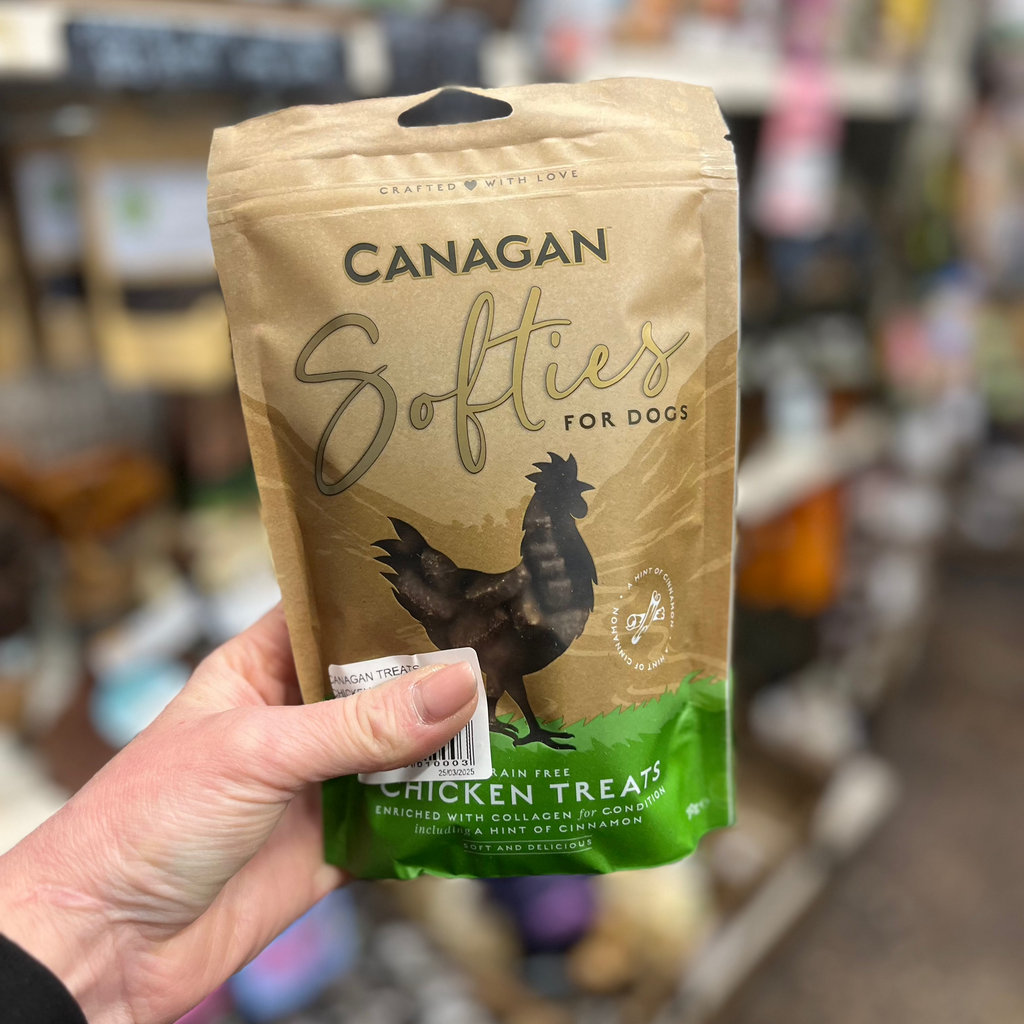 CRAFTED WITH LOVE
CANAGAN
Softies
FOR DOGS
A HINT OF CINNAMON · A HINT OF CINNAMON ·
CANAGAN TREATS
25/03/2025
GRAIN FREE
CHICKEN TREATS
ENRICHED WITH COLLAGEN for CONDITION
including A HINT OF CINNAMON
SOFT AND DELICIOUS